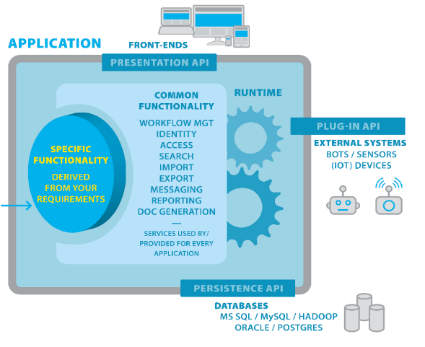 APPLICATION
FRONT-ENDS
PRESENTATION API
COMMON
FUNCTIONALITY
WORKFLOW MGT
IDENTITY
ACCESS
SEARCH
IMPORT
EXPORT
MESSAGING
REPORTING
DOC GENERATION
—
SERVICES USED BY/
PROVIDED FOR EVERY
APPLICATION
SPECIFIC
FUNCTIONALITY
DERIVED
FROM YOUR
REQUIREMENTS
RUNTIME
PLUG-IN API
EXTERNAL SYSTEMS
BOTS / SENSORS
(IOT) DEVICES
PERSISTENCE API
DATABASES
MS SQL / MySQL / HADOOP
ORACLE / POSTGRES